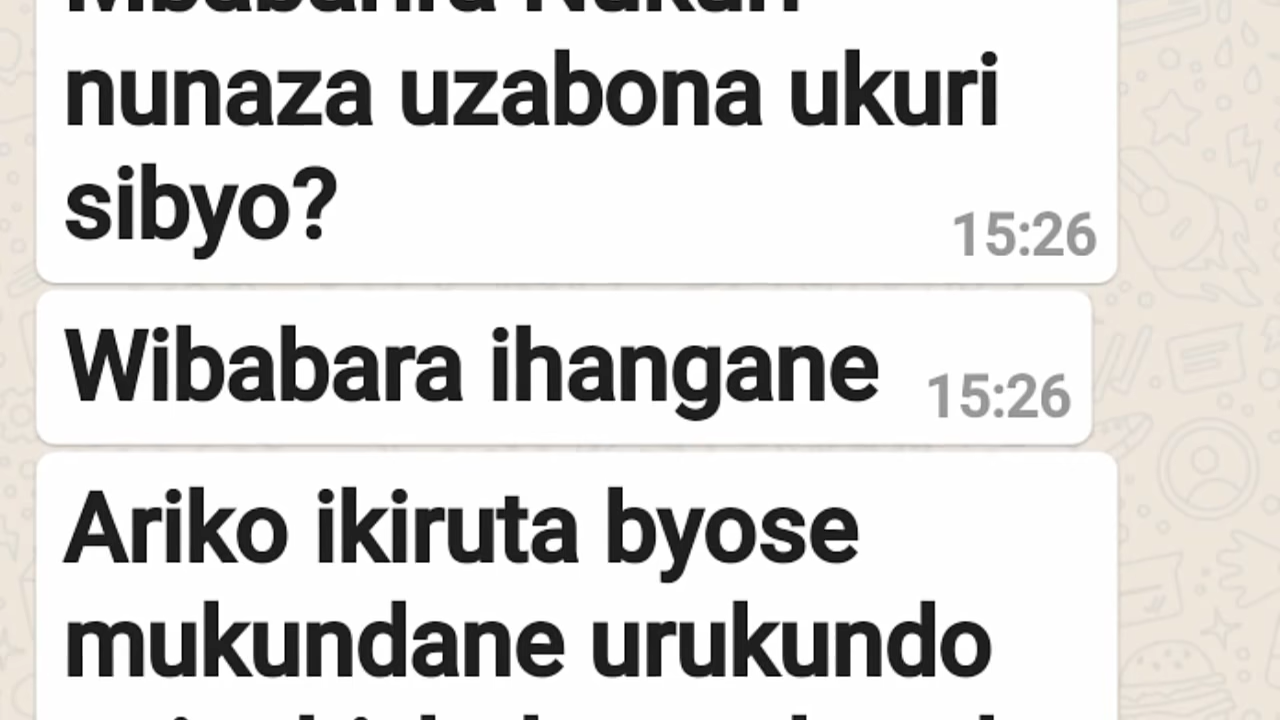 nunaza uzabona ukuri
sibyo?
15:26
Wibabara ihangane
15:26
Ariko ikiruta byose
mukundane urukundo